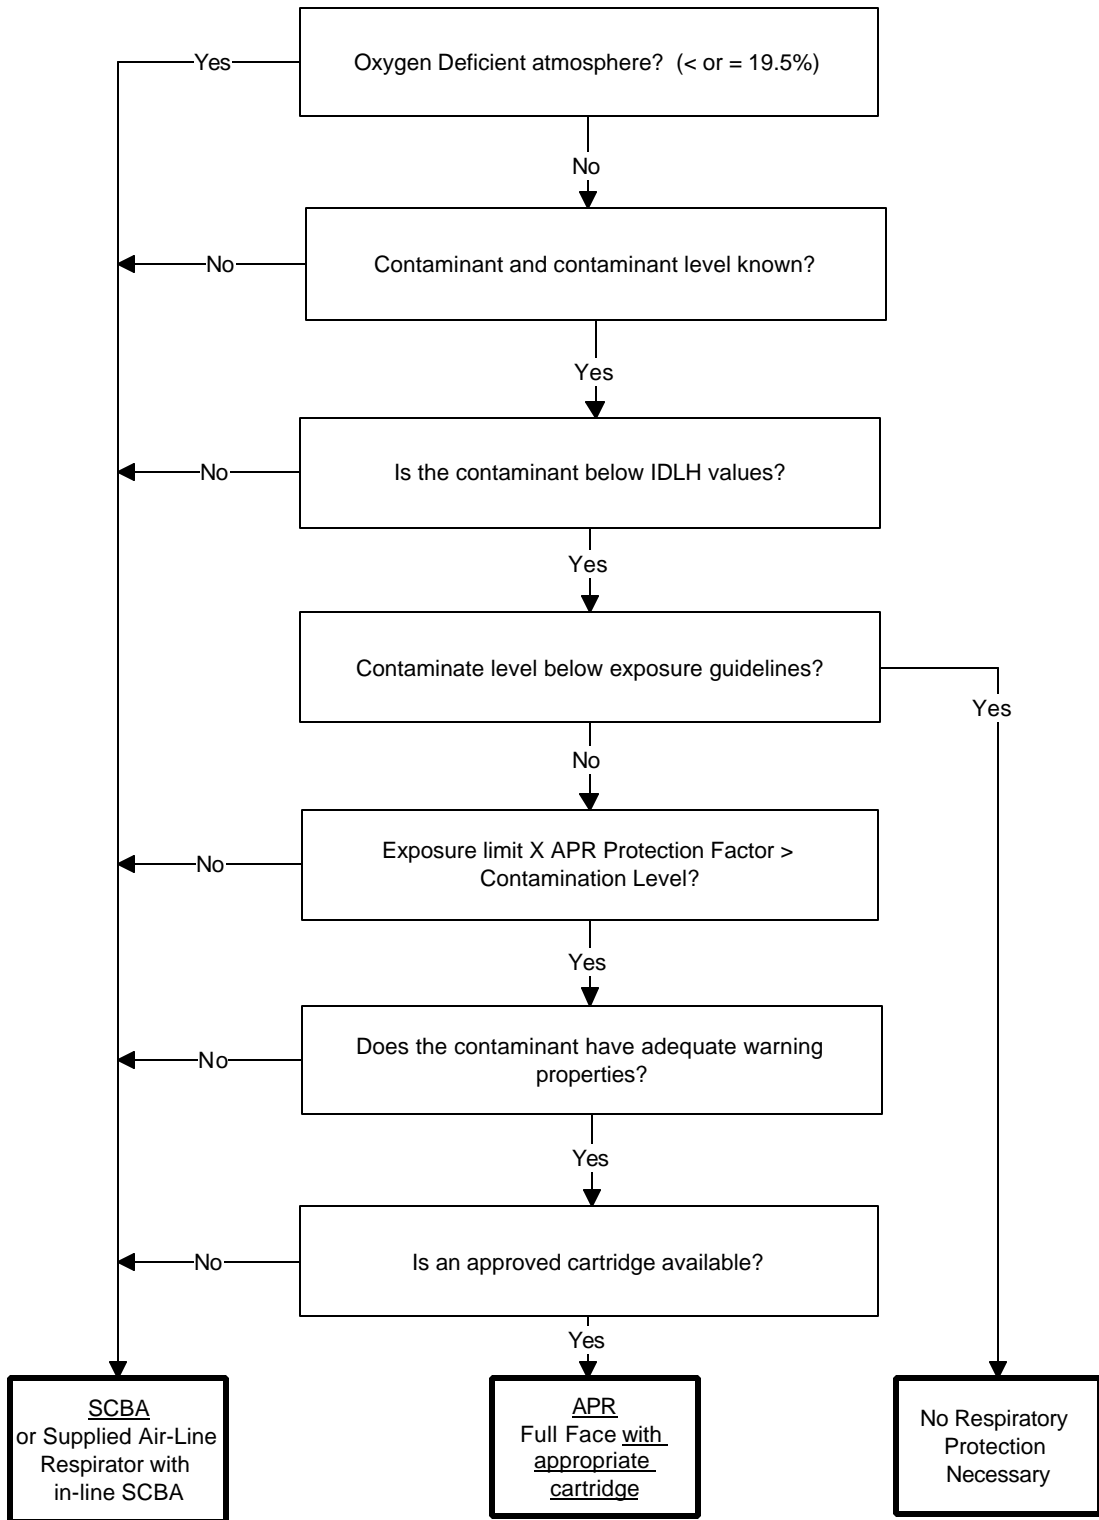 Oxygen Deficient atmosphere?  (< or = 19.5%)
Yes
No
Contaminant and contaminant level known?
No
Yes
Is the contaminant below IDLH values?
No
Yes
Contaminate level below exposure guidelines?
Yes
No
Exposure limit X APR Protection Factor >
Contamination Level?
No
Yes
Does the contaminant have adequate warning
properties?
No
Yes
Is an approved cartridge available?
No
Yes
SCBA
or Supplied Air-Line
Respirator with
in-line SCBA
APR
Full Face with
appropriate
cartridge
No Respiratory
Protection
Necessary